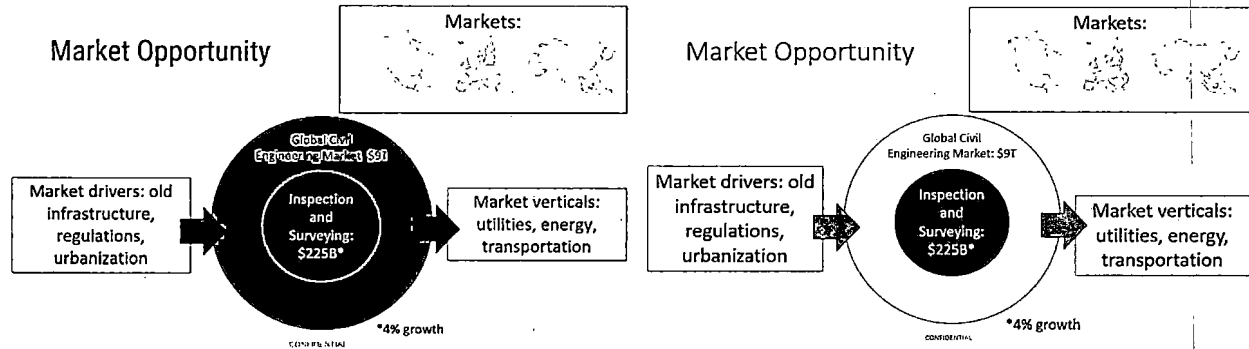 Market Opportunity
Markets:
Global Civil
Engineering Market $9T
Market drivers: old
infrastructure,
regulations,
urbanization
Inspection
and
Surveying:
$225B*
Market verticals:
utilities, energy,
transportation
*4% growth
CONFIDENTIAL
Market Opportunity
Markets:
Global Civil
Engineering Market: $9T
Market drivers: old
infrastructure,
regulations,
urbanization
Inspection
and
Surveying:
$225B*
Market verticals:
utilities, energy,
transportation
*4% growth
CONFIDENTIAL